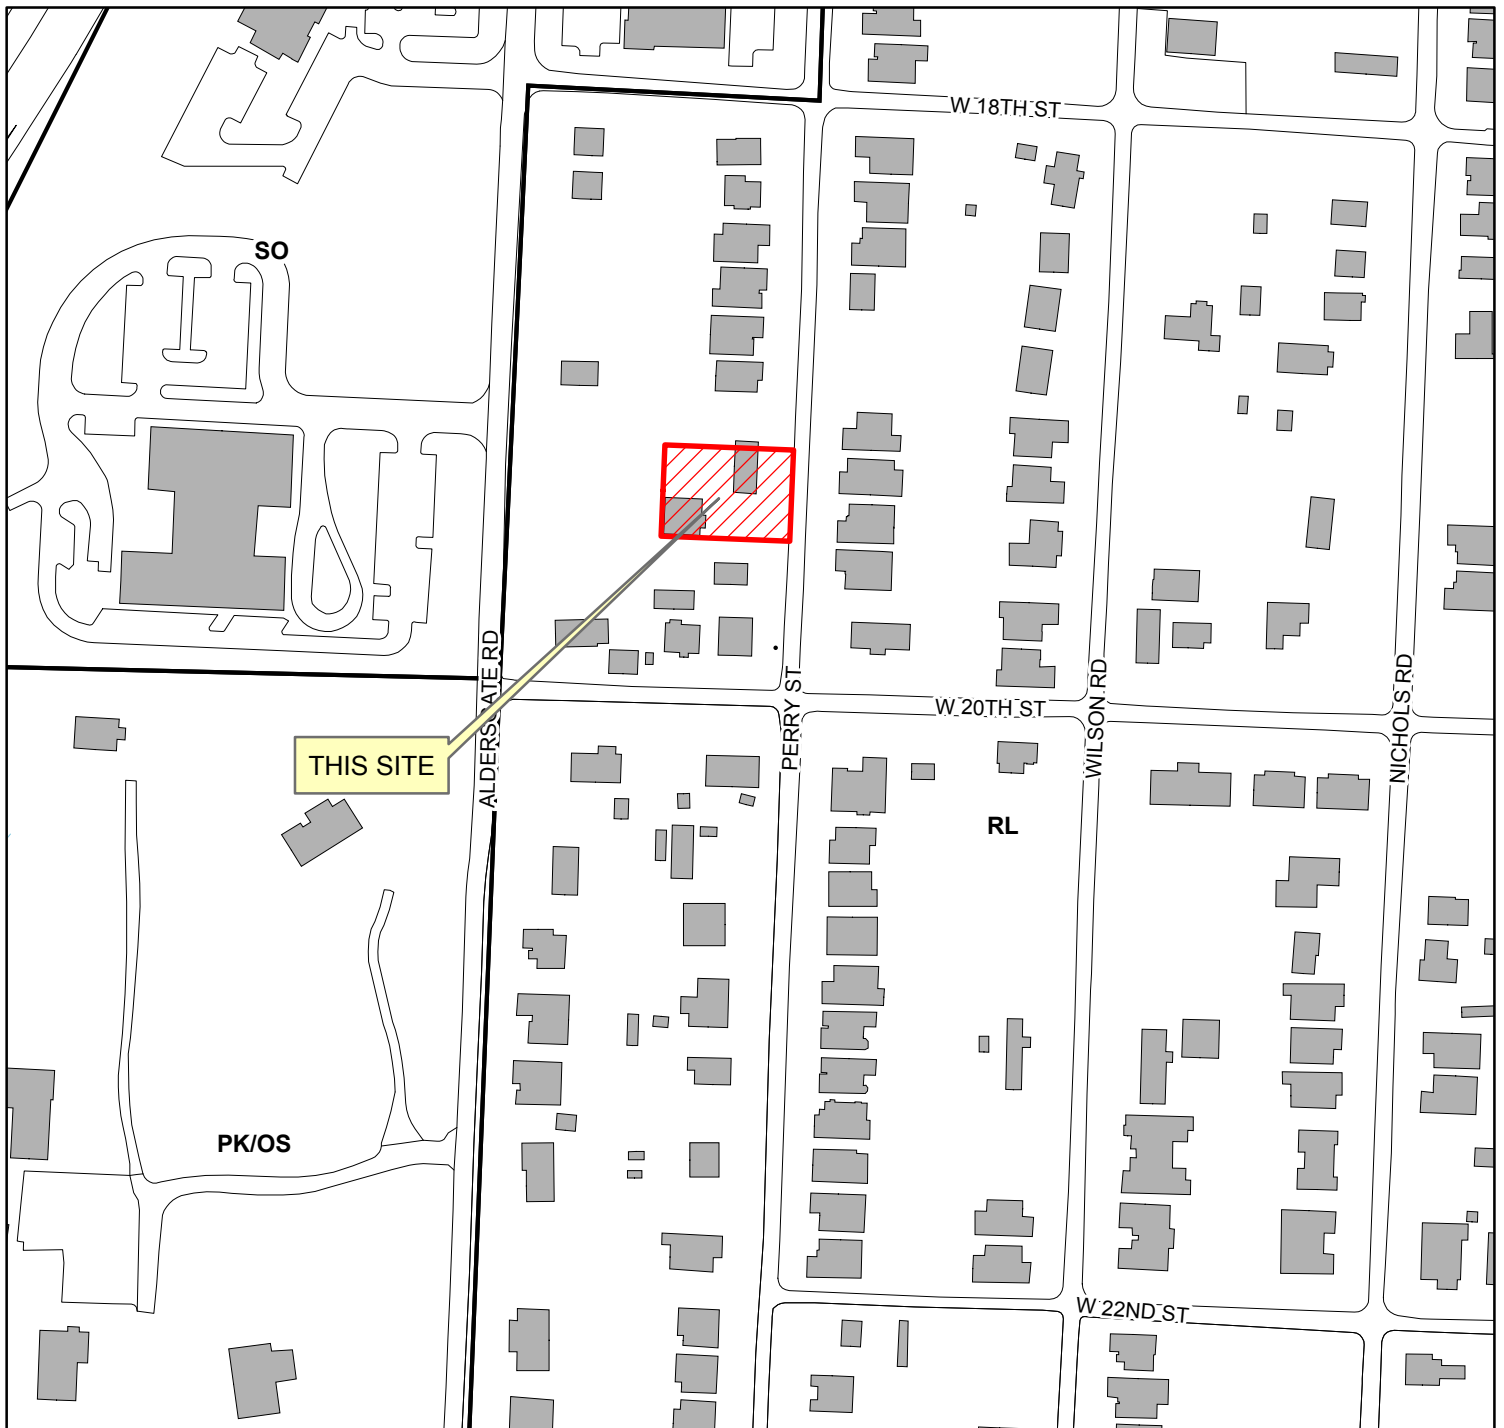 W 18TH ST
SO
ALDERSGATE RD
PERRY ST
W 20TH ST
WILSON RD
NICHOLS RD
THIS SITE
RL
PK/OS
W 22ND ST